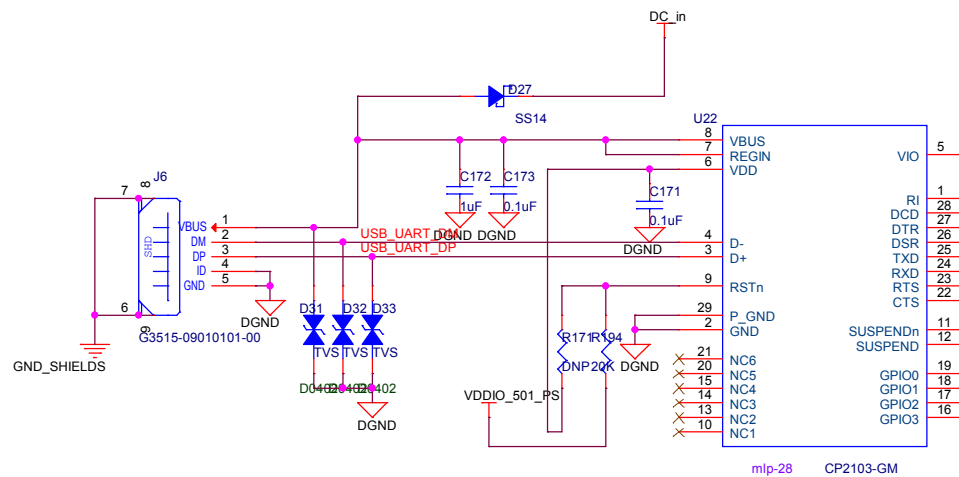 DC_in
D27
SS14
U22
8 VBUS
7 REGIN
6 VDD
VIO 5
J6
7
8
C172
1uF
C173
0.1uF
C171
0.1uF
RI 1
DCD 28
DTR 27
DSR 26
TXD 25
RXD 24
RTS 23
CTS 22
SHD
VBUS 1
DM 2
DP 3
ID 4
GND 5
DGND
DGND
DGND
USB_UART_DM
USB_UART_DP
4 D-
3 D+
9 RSTn
6
9
G3515-09010101-00
GND_SHIELDS
DGND
D31
D32
D33
TVS
TVS
TVS
D0402
D0402
D0402
DGND
R171
DNP
R194
20K
VDDIO_501_PS
DGND
29 P_GND
2 GND
SUSPENDn 11
SUSPEND 12
21 NC6
20 NC5
15 NC4
14 NC3
13 NC2
10 NC1
GPIO0 19
GPIO1 18
GPIO2 17
GPIO3 16
mlp-28
CP2103-GM